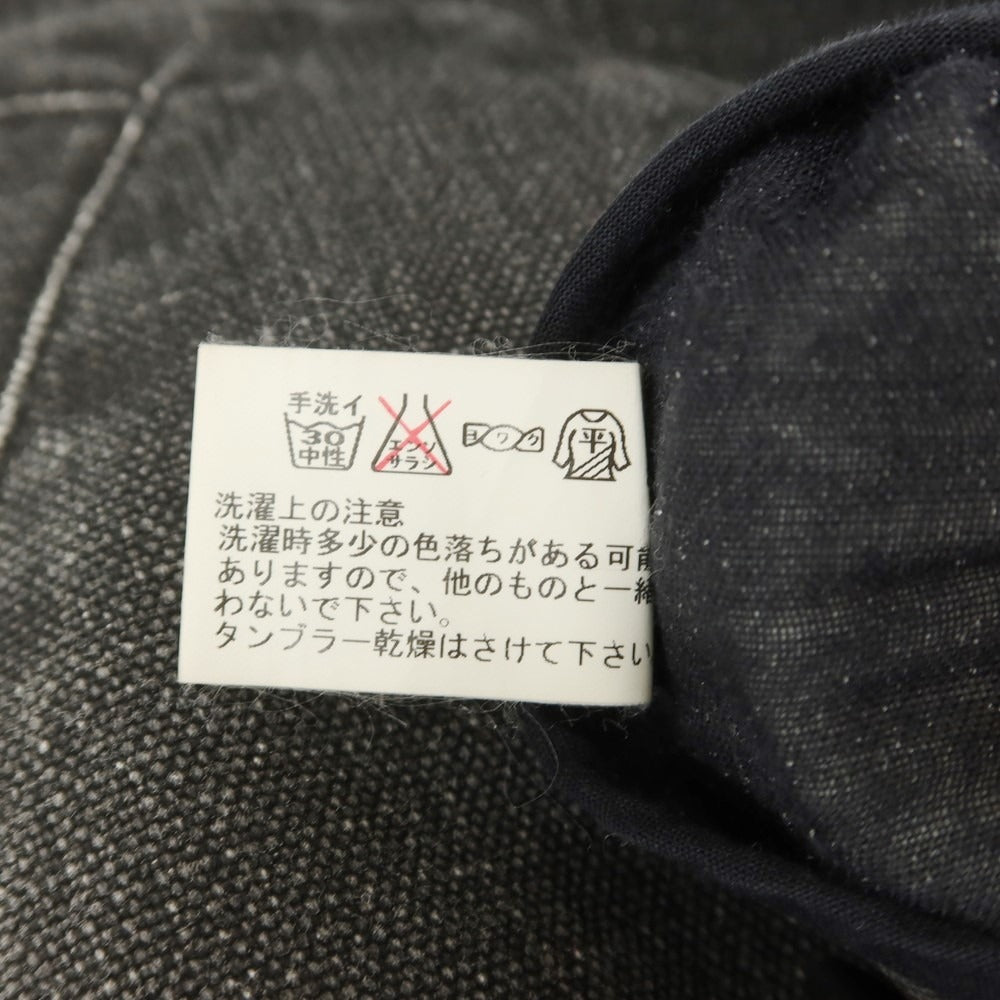 手洗イ
30
中性
エンソ
サラシ
ヨワク
平
洗濯上の注意
洗濯時多少の色落ちがある可能
ありますので、他のものと一緒
わないで下さい。
タンブラー乾燥はさけて下さい